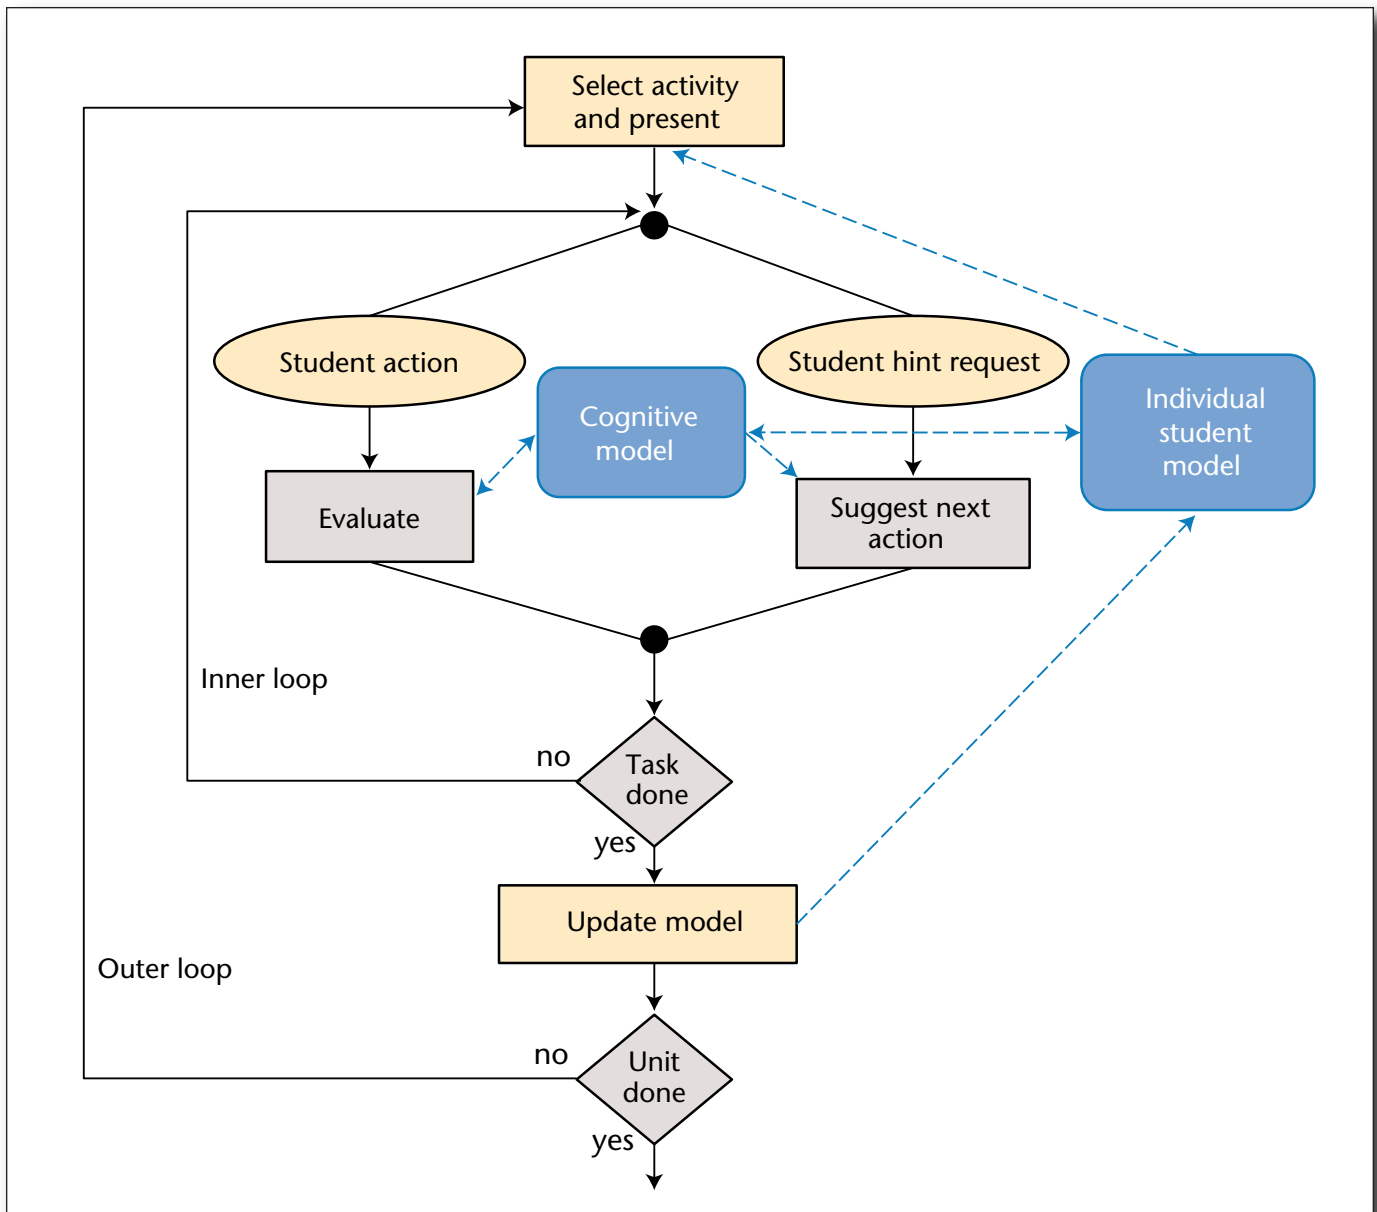 Select activity
and present
Student action
Student hint request
Cognitive
model
Individual
student
model
Evaluate
Suggest next
action
Inner loop
no
Task
done
yes
Update model
Outer loop
no
Unit
done
yes